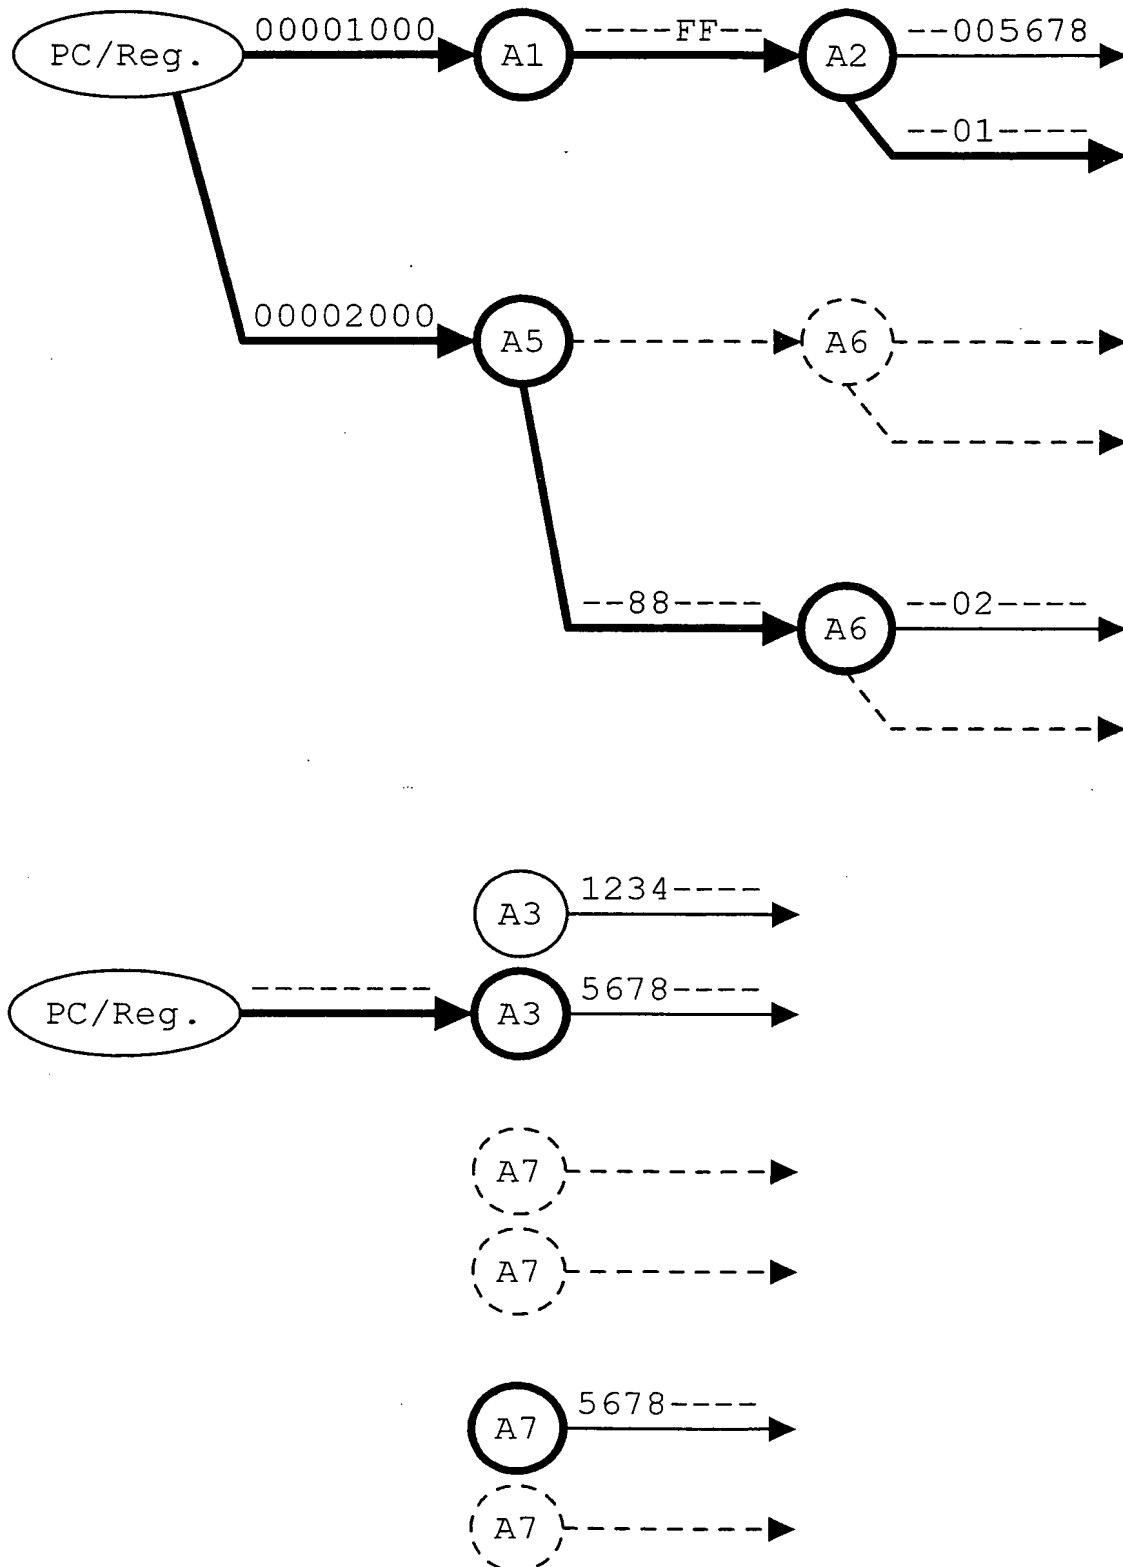 00001000
----FF--
--005678
PC/Reg.
A1
A2
--01----
00002000
A5
A6
--88----
--02----
A6
1234----
A3
--------
5678----
PC/Reg.
A3
A7
A7
5678----
A7
A7